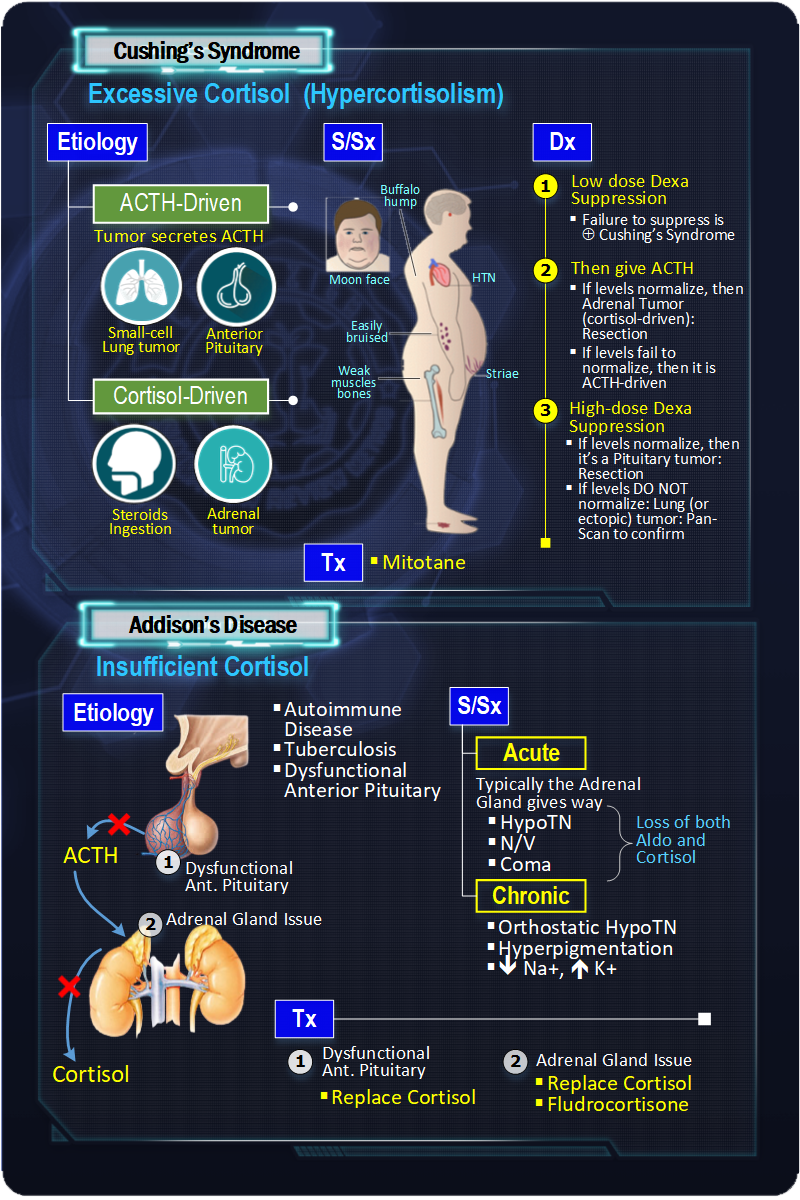 Cushing's Syndrome
Excessive Cortisol (Hypercortisolism)
Etiology
ACTH-Driven
Tumor secretes ACTH
Small-cell
Lung tumor
Anterior
Pituitary
Cortisol-Driven
Steroids
Ingestion
Adrenal
tumor
S/Sx
Buffalo
hump
Moon face
HTN
Easily
bruised
Weak
muscles
bones
Striae
Dx
1 Low dose Dexa
Suppression
▪ Failure to suppress is
⊕ Cushing's Syndrome
2 Then give ACTH
▪ If levels normalize, then
Adrenal Tumor
(cortisol-driven):
Resection
▪ If levels fail to
normalize, then it is
ACTH-driven
3 High-dose Dexa
Suppression
▪ If levels normalize, then
it's a Pituitary tumor:
Resection
▪ If levels DO NOT
normalize: Lung (or
ectopic) tumor: Pan-
Scan to confirm
Tx
▪ Mitotane
Addison's Disease
Insufficient Cortisol
Etiology
▪ Autoimmune
Disease
▪ Tuberculosis
▪ Dysfunctional
Anterior Pituitary
ACTH
1 Dysfunctional
Ant. Pituitary
2 Adrenal Gland Issue
Cortisol
S/Sx
Acute
Typically the Adrenal
Gland gives way
▪ HypoTN
▪ N/V
▪ Coma
Loss of both
Aldo and
Cortisol
Chronic
▪ Orthostatic HypoTN
▪ Hyperpigmentation
▪ 🡻 Na+, 🡹 K+
Tx
1 Dysfunctional
Ant. Pituitary
▪ Replace Cortisol
2 Adrenal Gland Issue
▪ Replace Cortisol
▪ Fludrocortisone